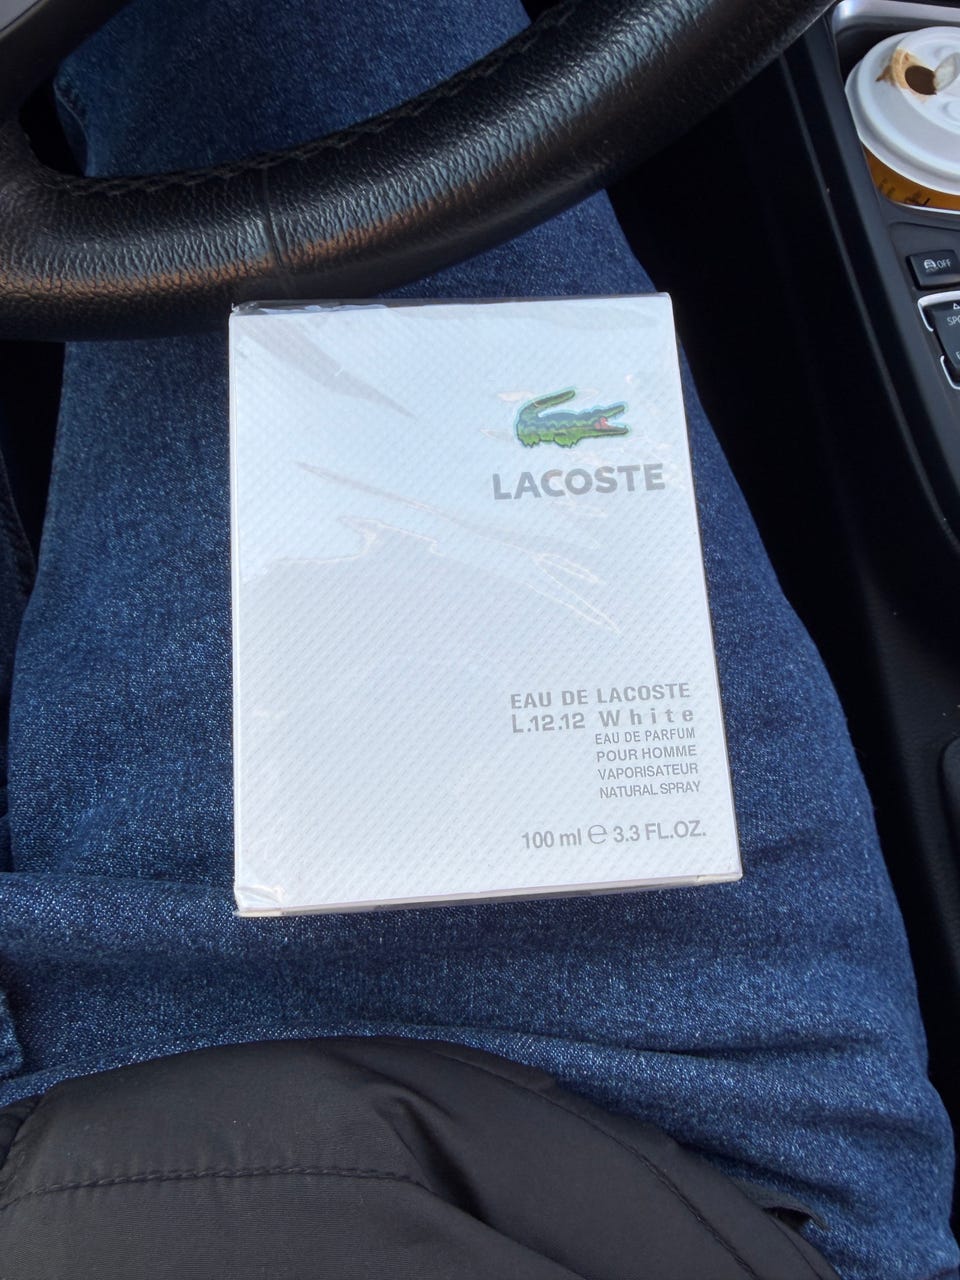 LACOSTE
EAU DE LACOSTE
L.12.12 White
EAU DE PARFUM
POUR HOMME
VAPORISATEUR
NATURAL SPRAY
100 ml ℮ 3.3 FL.OZ.
OFF